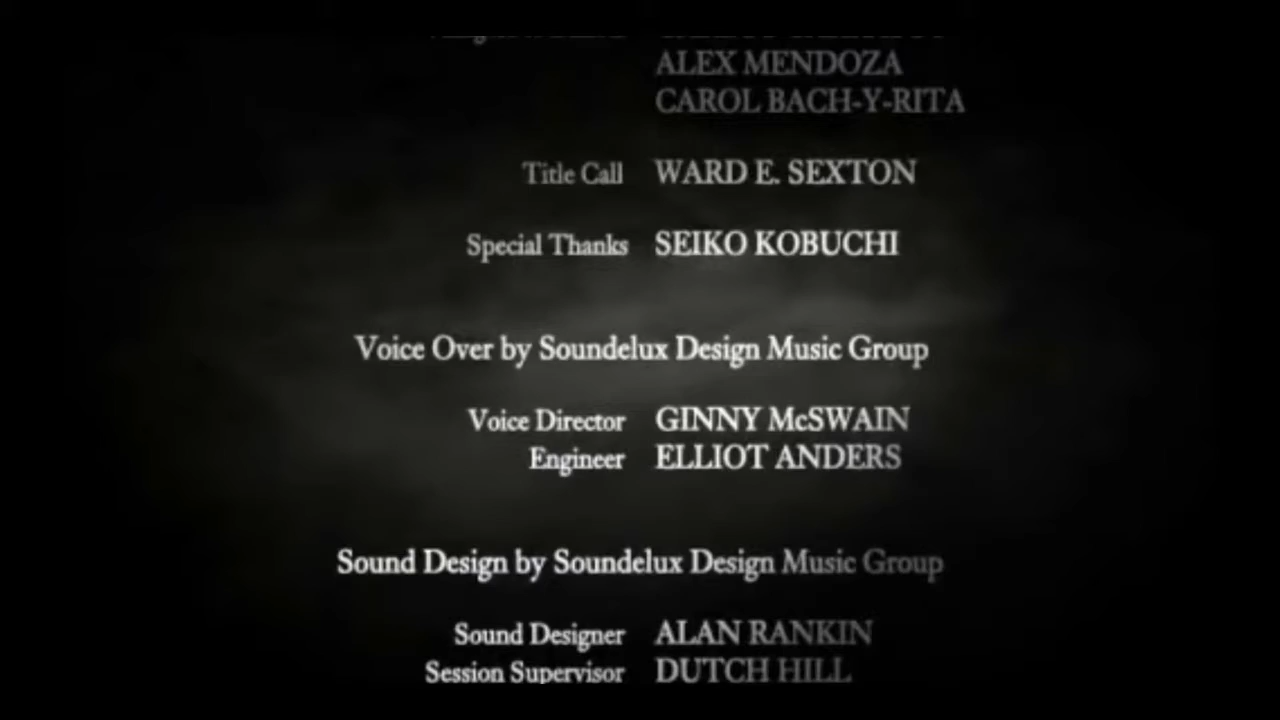 ALEX MENDOZA
CAROL BACH-Y-RITA
Title Call WARD E. SEXTON
Special Thanks SEIKO KOBUCHI
Voice Over by Soundelux Design Music Group
Voice Director GINNY McSWAIN
Engineer ELLIOT ANDERS
Sound Design by Soundelux Design Music Group
Sound Designer ALAN RANKIN
Session Supervisor DUTCH HILL